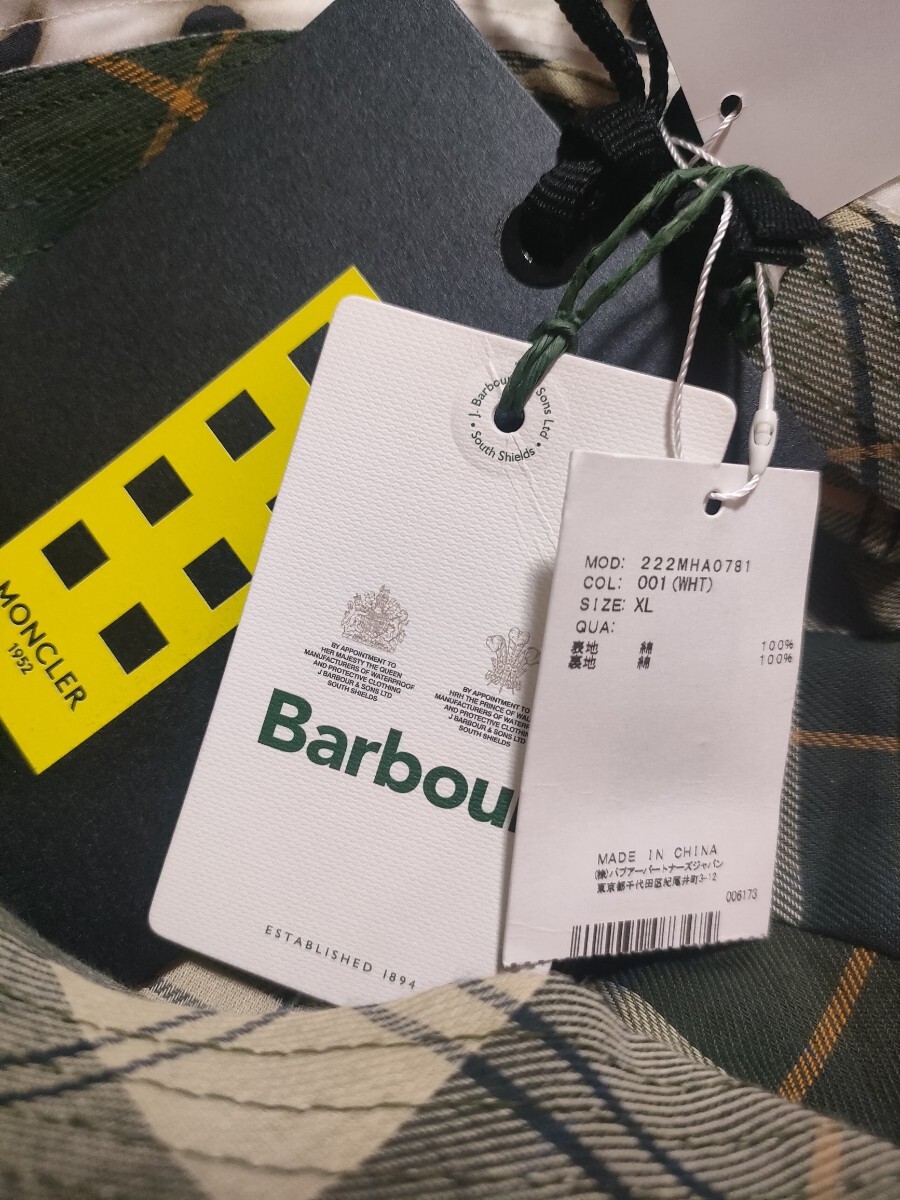 MONCLER
1952
J. Barbour Sons Ltd
South Shields
BY APPOINTMENT TO
HER MAJESTY THE QUEEN
MANUFACTURERS OF WATERPROOF
AND PROTECTIVE CLOTHING
J BARBOUR & SONS LTD
SOUTH SHIELDS
BY APPOINTMENT TO
HRH THE PRINCE OF WAL
MANUFACTURERS OF WATERP
AND PROTECTIVE CLOTHIN
J BARBOUR & SONS LTD
SOUTH SHIELDS
Barbour
ESTABLISHED 1894
MOD: 222MHA0781
COL: 001(WHT)
SIZE: XL
QUA:
表地 綿 100%
裏地 綿 100%
MADE IN CHINA
(株)バブアーパートナーズジャパン
東京都千代田区紀尾井町3-12
006173